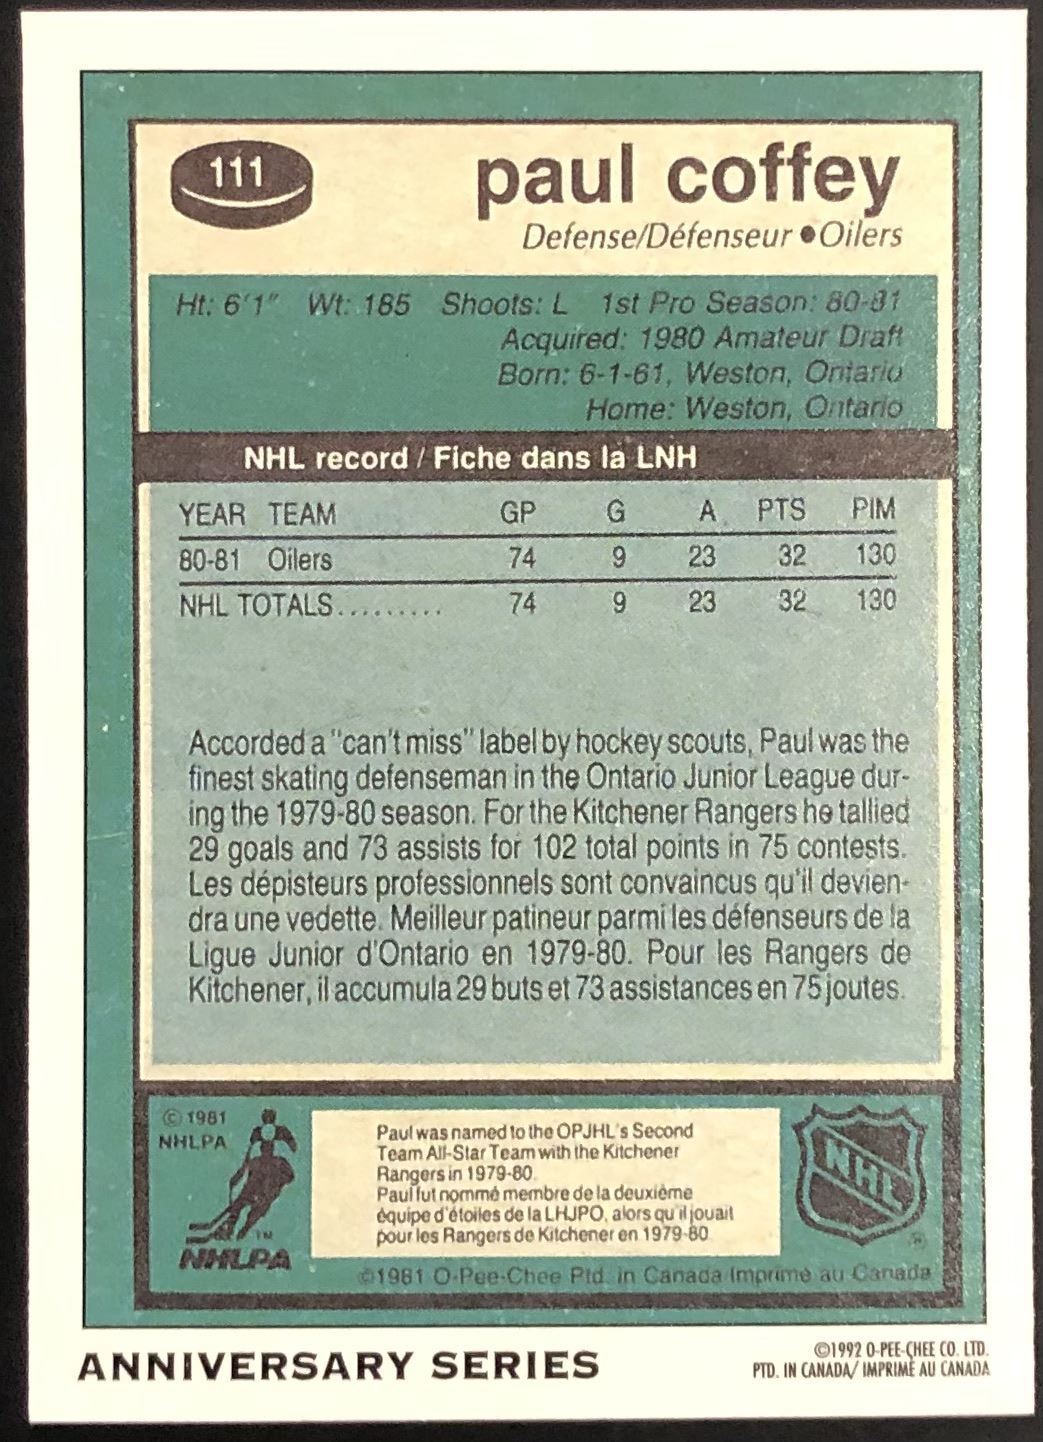 111
paul coffey
Defense/Défenseur • Oilers
Ht: 6'1" Wt: 185 Shoots: L 1st Pro Season: 80-81
Acquired: 1980 Amateur Draft
Born: 6-1-61, Weston, Ontario
Home: Weston, Ontario
NHL record / Fiche dans la LNH
YEAR TEAM GP G A PTS PIM
80-81 Oilers 74 9 23 32 130
NHL TOTALS......... 74 9 23 32 130
Accorded a "can't miss" label by hockey scouts, Paul was the
finest skating defenseman in the Ontario Junior League dur-
ing the 1979-80 season. For the Kitchener Rangers he tallied
29 goals and 73 assists for 102 total points in 75 contests.
Les dépisteurs professionnels sont convaincus qu'il devien-
dra une vedette. Meilleur patineur parmi les défenseurs de la
Ligue Junior d'Ontario en 1979-80. Pour les Rangers de
Kitchener, il accumula 29 buts et 73 assistances en 75 joutes.
© 1981
NHLPA
TM
NHLPA
Paul was named to the OPJHL's Second
Team All-Star Team with the Kitchener
Rangers in 1979-80.
Paul fut nommé membre de la deuxième
équipe d'étoiles de la LHJPO, alors qu'il jouait
pour les Rangers de Kitchener en 1979-80
NHL
®
©1981 O-Pee-Chee Ptd. in Canada Imprimé au Canada
ANNIVERSARY SERIES
©1992 O-PEE-CHEE CO. LTD.
PTD. IN CANADA/ IMPRIMÉ AU CANADA